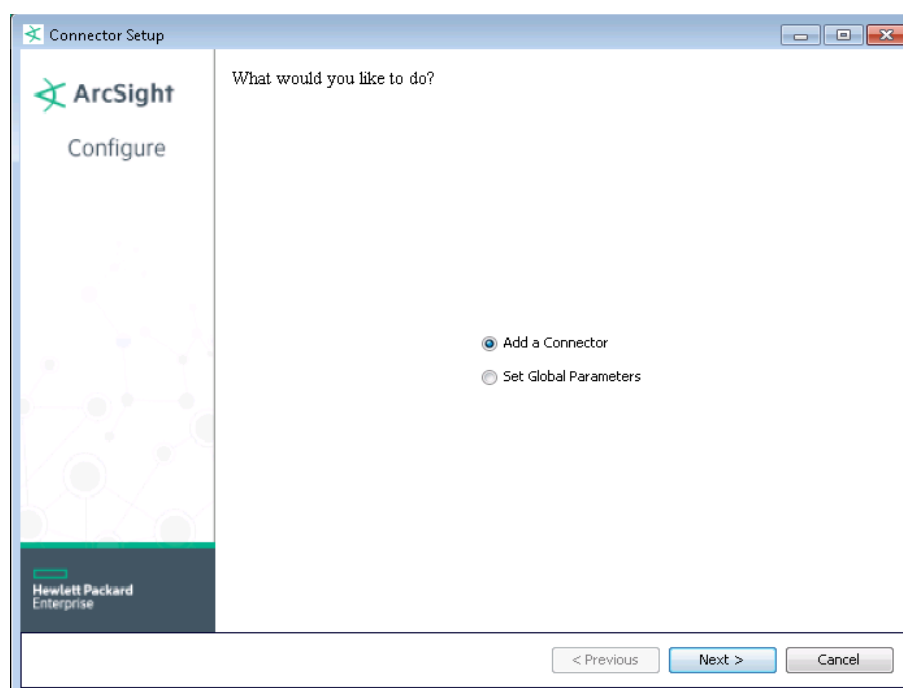 Connector Setup
ArcSight
Configure
What would you like to do?
Add a Connector
Set Global Parameters
Hewlett Packard
Enterprise
< Previous
Next >
Cancel